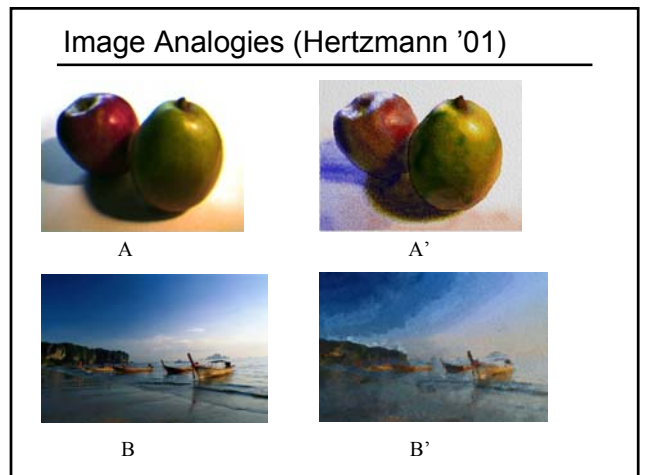 Image Analogies (Hertzmann '01)
A
A’
B
B’